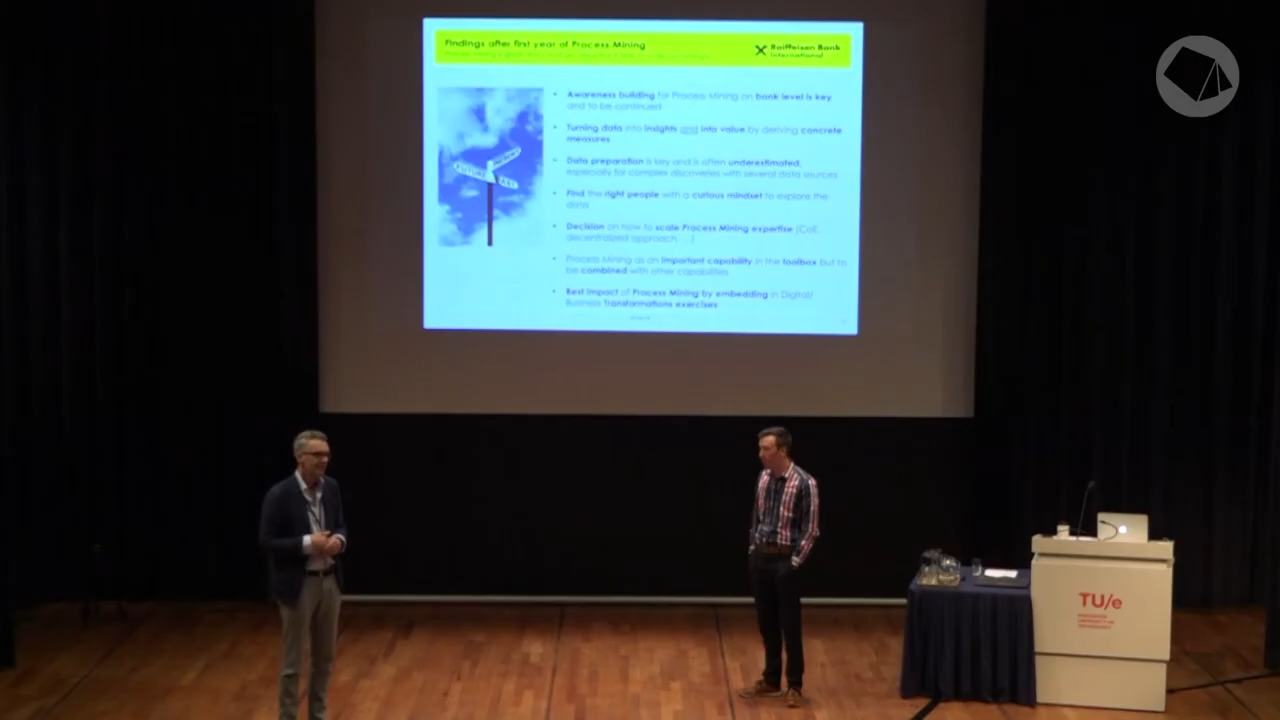 Findings after first year of Process Mining
Raiffeisen Bank
International
Awareness building for Process Mining on bank level is key
and to be continued
Turning data into insights and into value by deriving concrete
measures
Data preparation is key and is often underestimated,
especially for complex discoveries with several data sources
Find the right people with a curious mindset to explore the
data
Decision on how to scale Process Mining expertise (CoE,
decentralized approach ...)
Process Mining as an important capability in the toolbox but to
be combined with other capabilities
Best impact of Process Mining by embedding in Digital/
Business Transformations exercises
FUTURE
TU/e